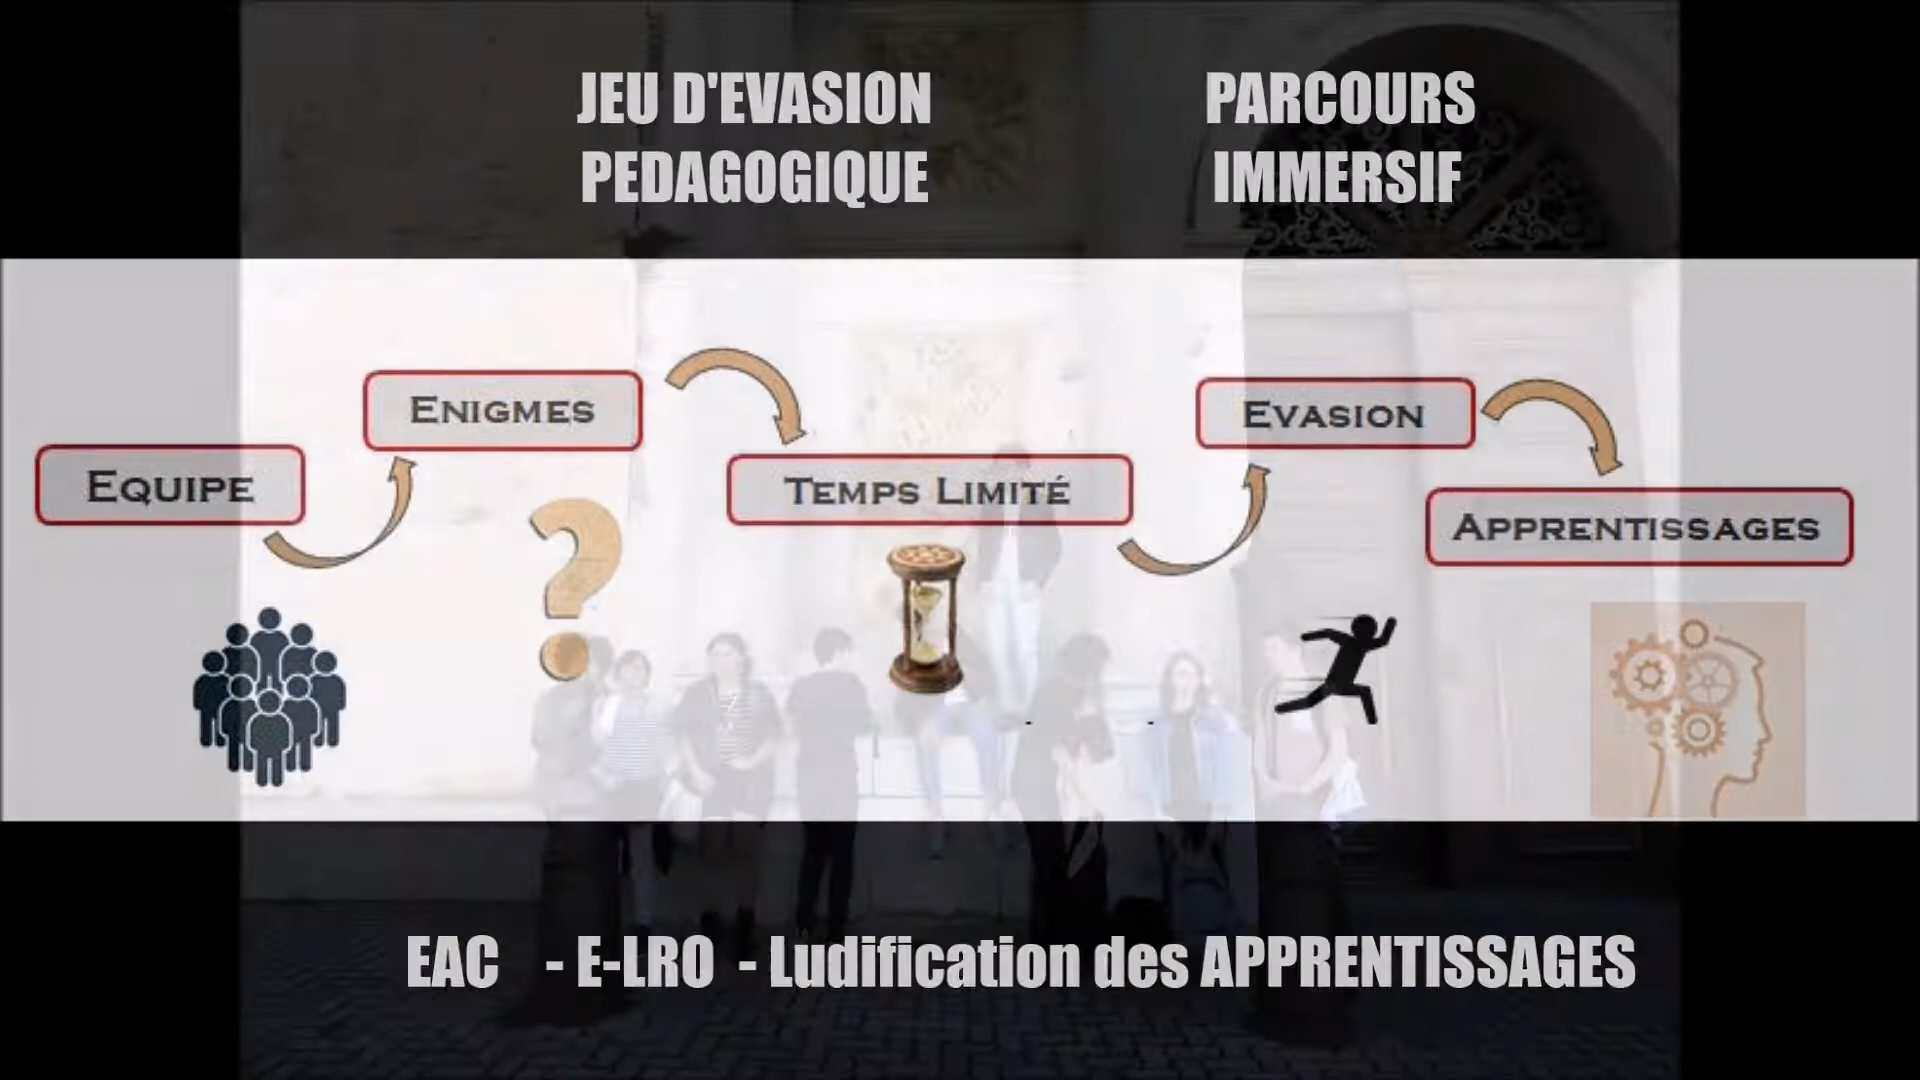 JEU D'EVASION
PEDAGOGIQUE
PARCOURS
IMMERSIF
EQUIPE
ENIGMES
TEMPS LIMITÉ
EVASION
APPRENTISSAGES
EAC - E-LRO - Ludification des APPRENTISSAGES